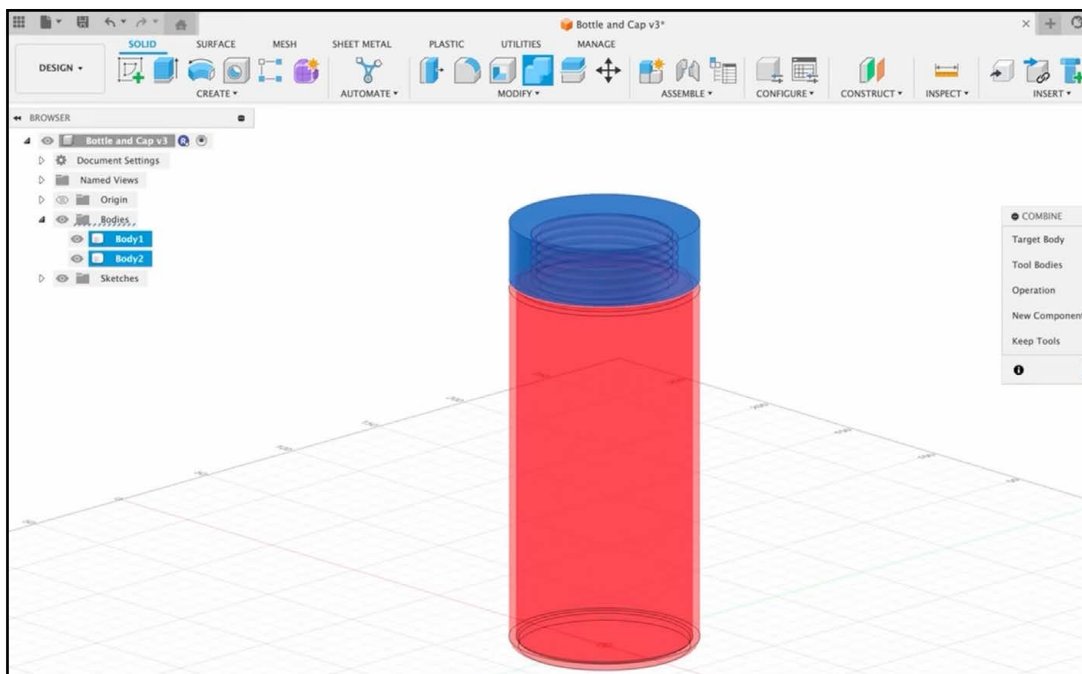 Bottle and Cap v3*
SOLID SURFACE MESH SHEET METAL PLASTIC UTILITIES MANAGE
DESIGN
CREATE AUTOMATE MODIFY ASSEMBLE CONFIGURE CONSTRUCT INSPECT INSERT
BROWSER
Bottle and Cap v3
Document Settings
Named Views
Origin
Bodies
Body1
Body2
Sketches
COMBINE
Target Body
Tool Bodies
Operation
New Component
Keep Tools